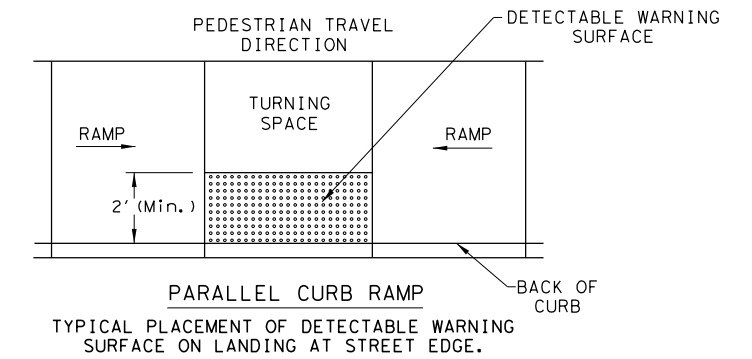 PEDESTRIAN TRAVEL
DIRECTION
DETECTABLE WARNING
SURFACE
TURNING
SPACE
RAMP
RAMP
2' (Min.)
BACK OF
CURB
PARALLEL CURB RAMP
TYPICAL PLACEMENT OF DETECTABLE WARNING
SURFACE ON LANDING AT STREET EDGE.